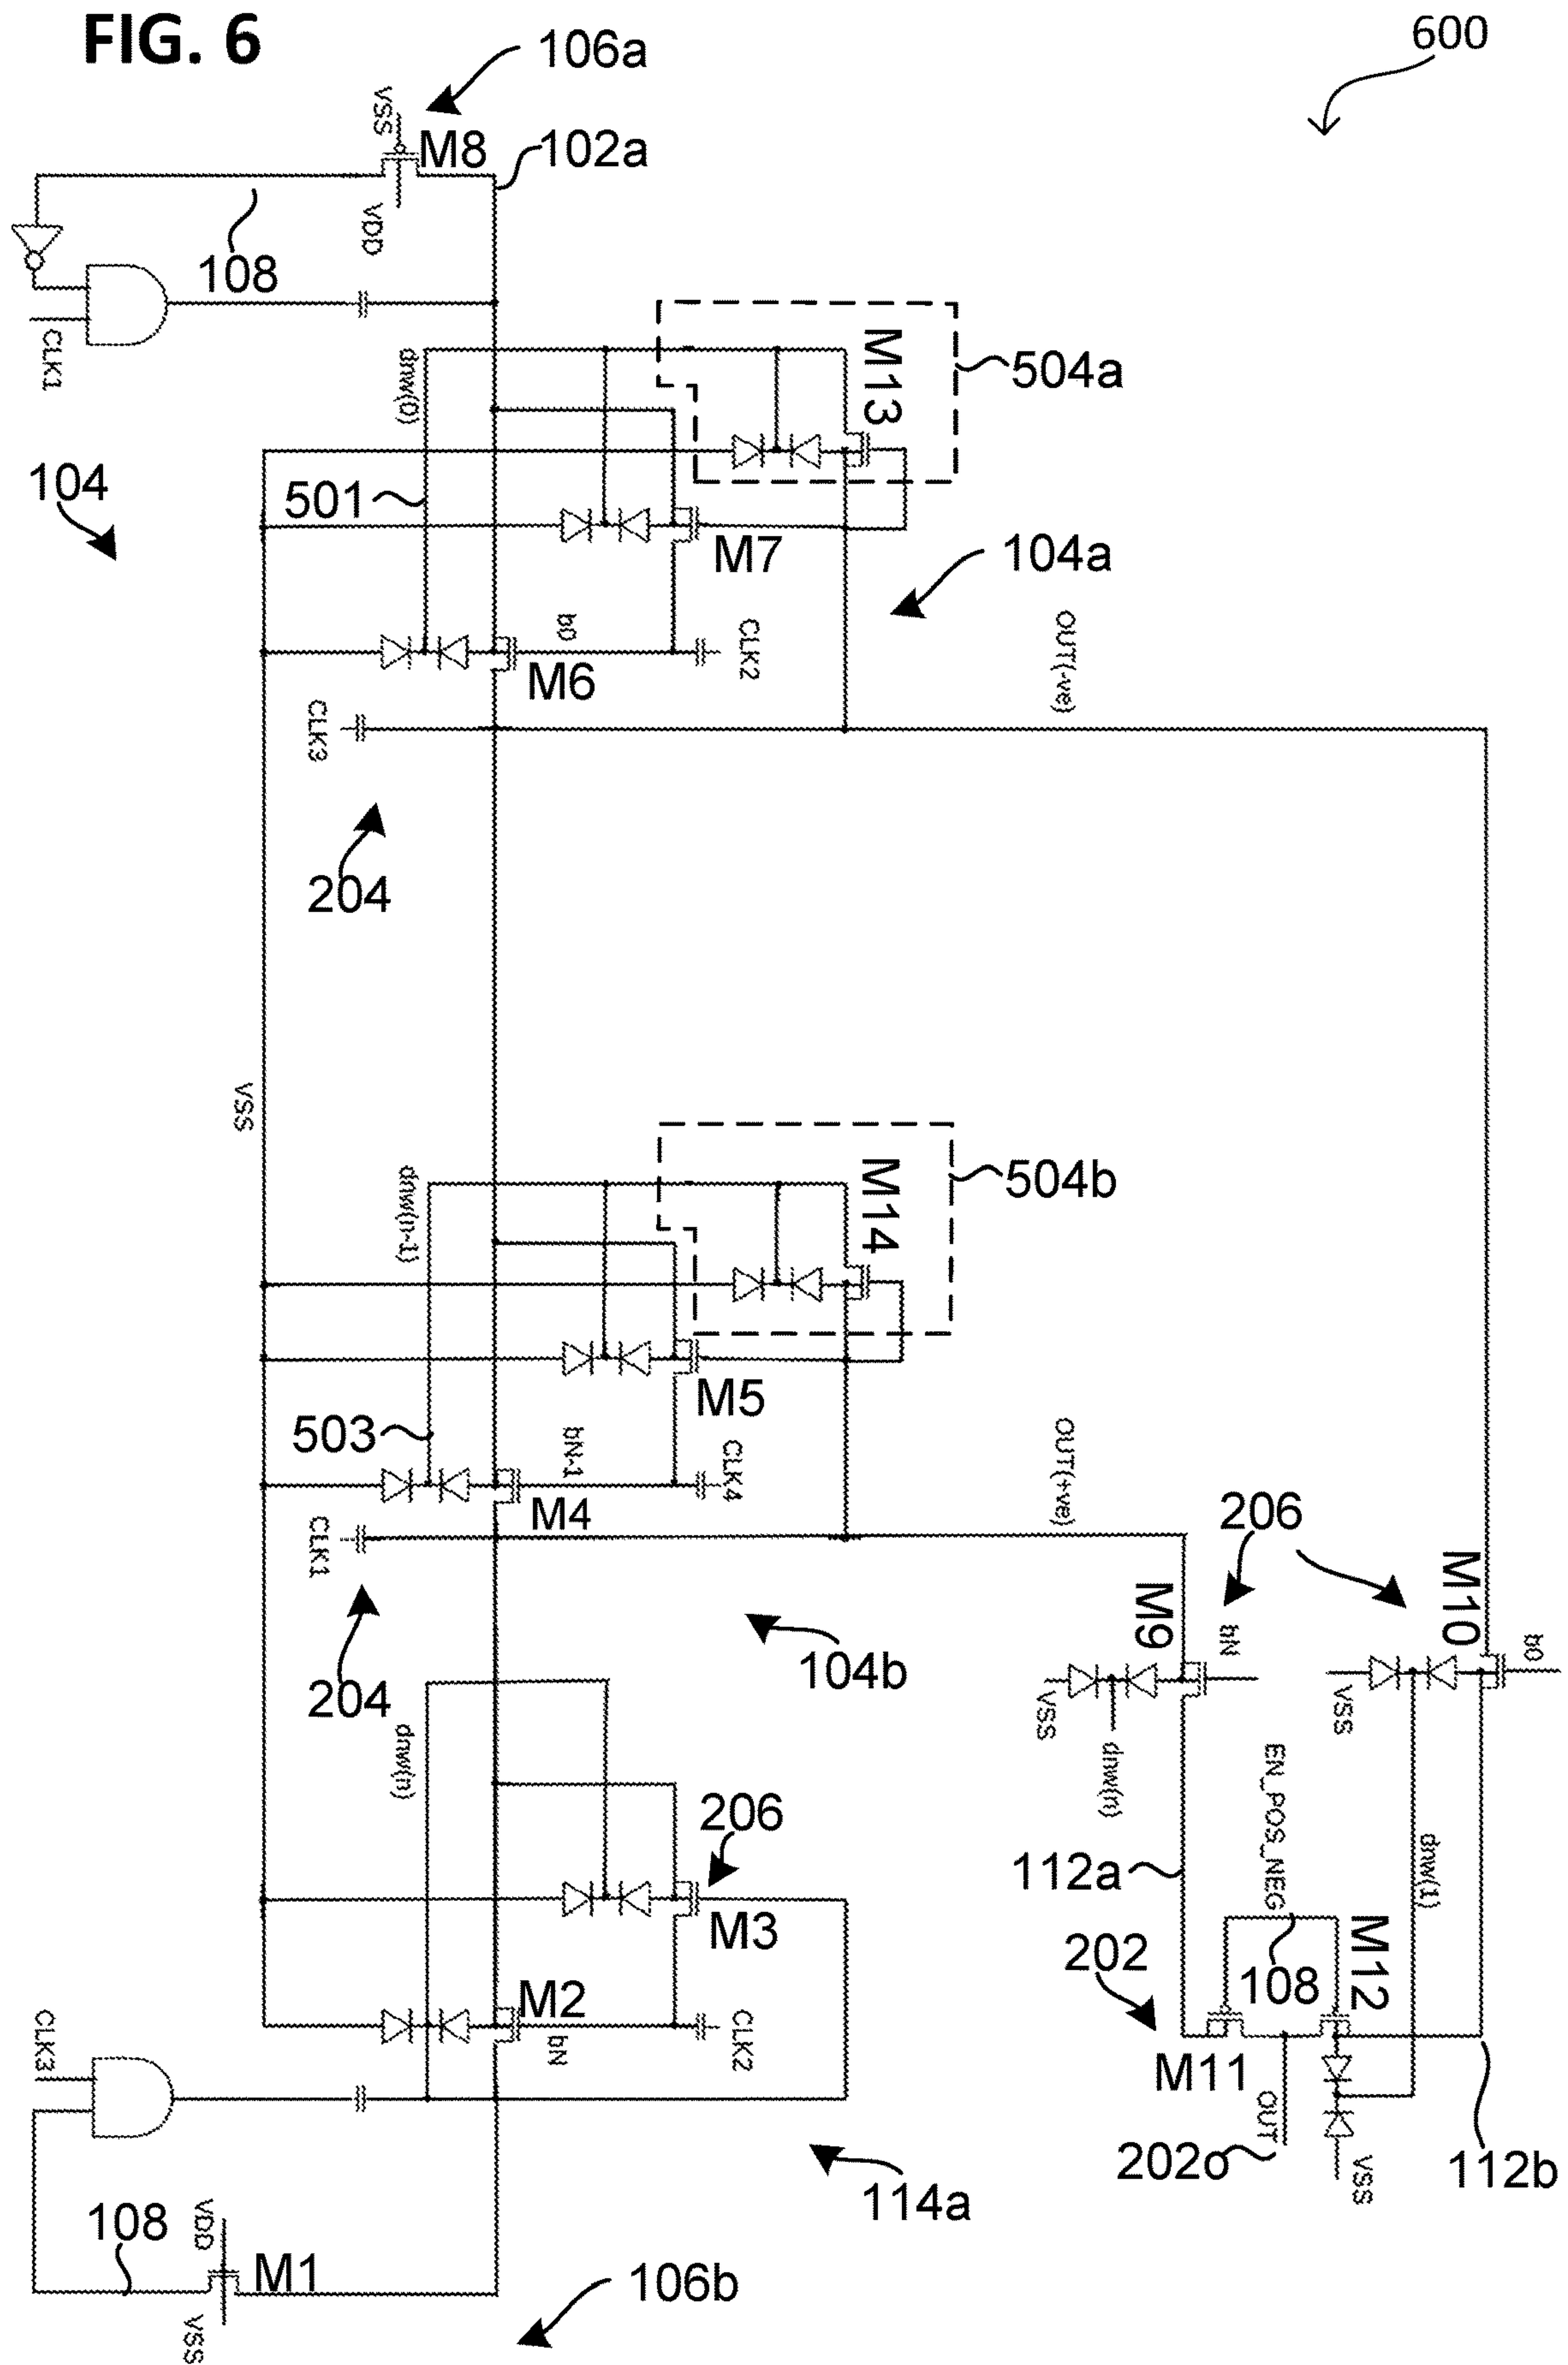 FIG. 6
600
106a
VSS
M8
102a
VDD
108
CLK1
504a
M13
dnw(0)
104
501
M7
104a
b0
CLK2
OUT(-ve)
M6
CLK3
204
VSS
504b
M14
dnw(n-1)
M5
503
bN-1
CLK4
OUT(+ve)
M4
CLK1
206
M10
M9
bN
b0
104b
204
VSS
VSS
dnw(n)
dnw(n)
EN_POS_NEG
206
112a
dnw(1)
M3
202
108
M12
M2
bN
CLK2
CLK3
M11
OUT
202o
VSS
112b
114a
108
VDD
M1
VSS
106b